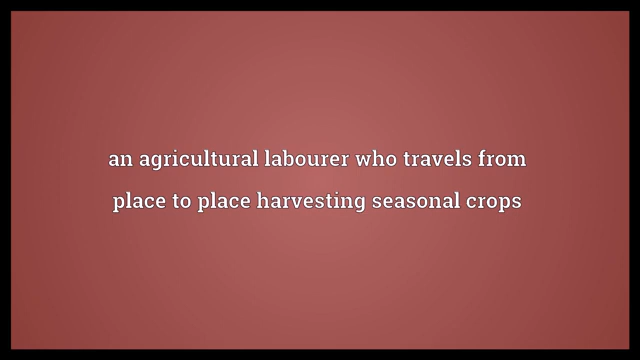 an agricultural labourer who travels from
place to place harvesting seasonal crops